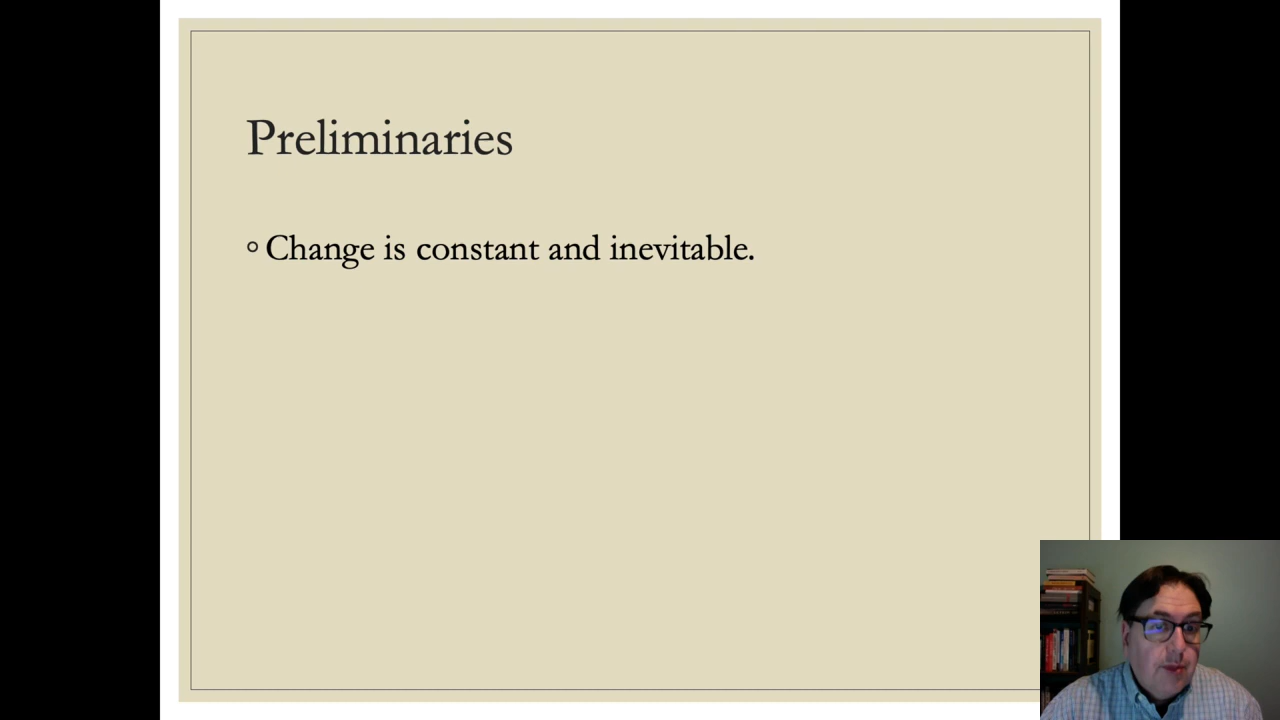 Preliminaries
◦ Change is constant and inevitable.